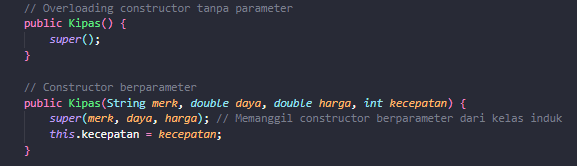 // Overloading constructor tanpa parameter
public Kipas() {
super();
}
// Constructor berparameter
public Kipas(String merk, double daya, double harga, int kecepatan) {
super(merk, daya, harga); // Memanggil constructor berparameter dari kelas induk
this.kecepatan = kecepatan;
}